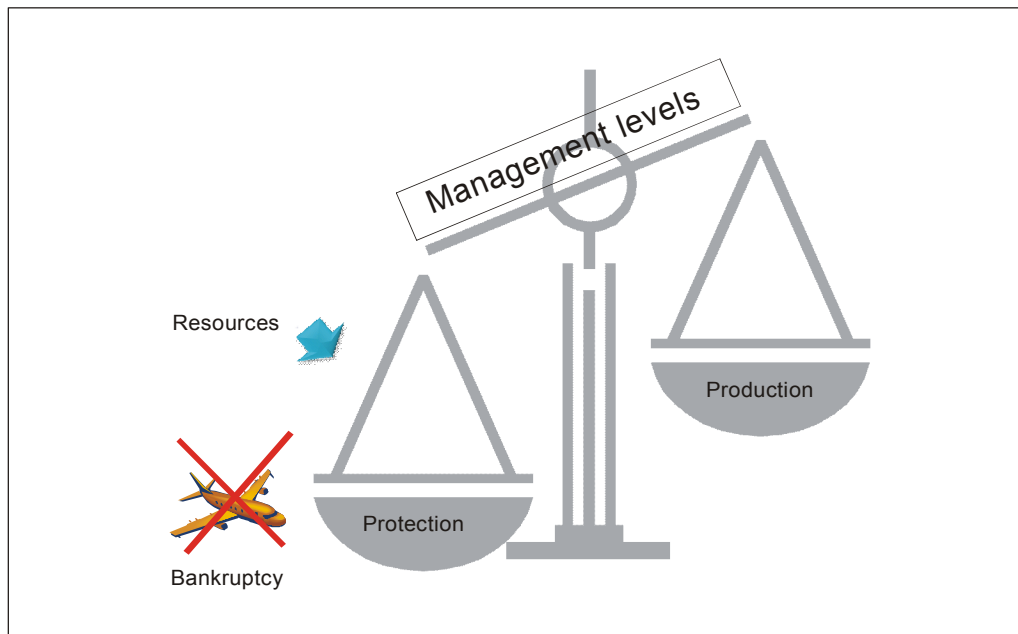 Management levels
Resources
Production
Protection
Bankruptcy